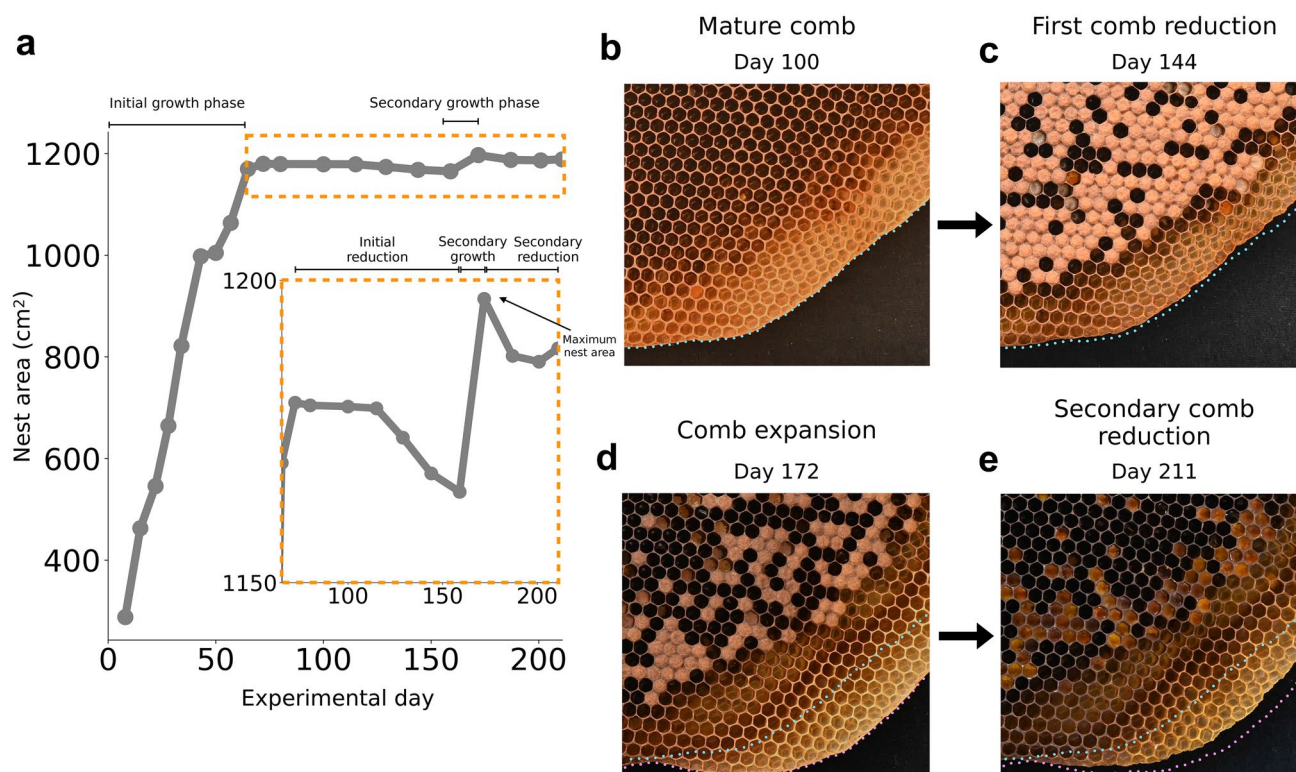 a
Initial growth phase
Secondary growth phase
1200
1000
800
600
400
Nest area (cm²)
0
50
100
150
200
Experimental day
Initial
reduction
Secondary
growth
Secondary
reduction
1200
1150
100
150
200
Maximum
nest area
b
Mature comb
Day 100
c
First comb reduction
Day 144
d
Comb expansion
Day 172
e
Secondary comb
reduction
Day 211